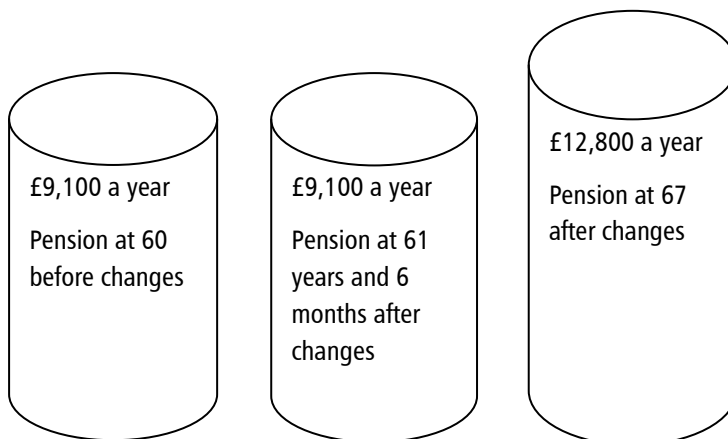 £9,100 a year
Pension at 60
before changes
£9,100 a year
Pension at 61
years and 6
months after
changes
£12,800 a year
Pension at 67
after changes